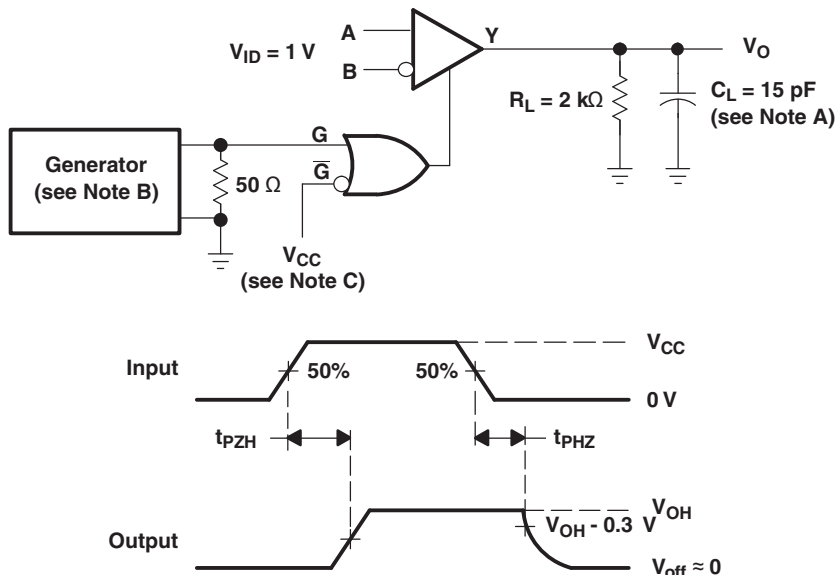 A
Y
V_O
V_ID = 1 V
B
R_L = 2 kΩ
C_L = 15 pF
(see Note A)
G
Generator
(see Note B)
50 Ω
G̅
V_CC
(see Note C)
V_CC
Input
50%
50%
0 V
t_PZH
t_PHZ
V_OH
V_OH - 0.3 V
Output
V_off ≈ 0